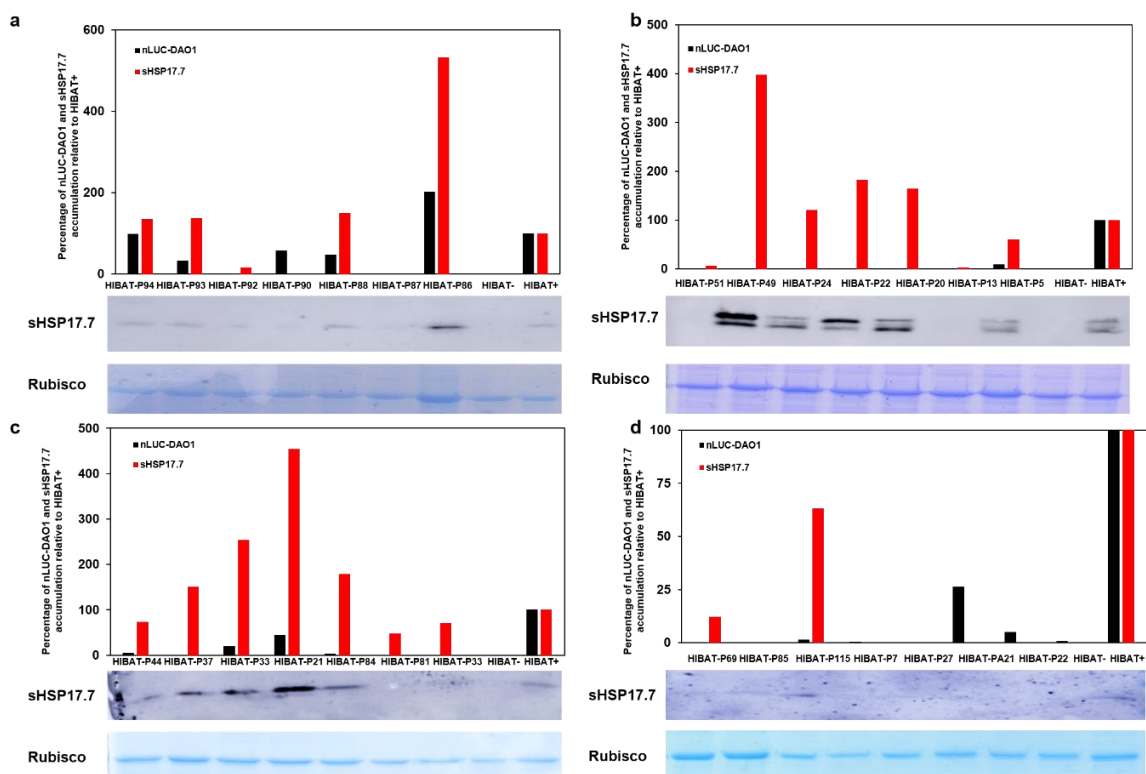 a
Percentage of nLUC-DAO1 and sHSP17.7
accumulation relative to HIBAT+
600
400
200
0
nLUC-DAO1
sHSP17.7
HIBAT-P94 HIBAT-P93 HIBAT-P92 HIBAT-P90 HIBAT-P88 HIBAT-P87 HIBAT-P86 HIBAT- HIBAT+
sHSP17.7
Rubisco
b
Percentage of nLUC-DAO1 and sHSP17.7
accumulation relative to HIBAT+
500
400
300
200
100
0
nLUC-DAO1
sHSP17.7
HIBAT-P51 HIBAT-P49 HIBAT-P24 HIBAT-P22 HIBAT-P20 HIBAT-P13 HIBAT-P5 HIBAT- HIBAT+
sHSP17.7
Rubisco
c
Percentage of nLUC-DAO1 and sHSP17.7
accumulation relative to HIBAT+
500
400
300
200
100
0
nLUC-DAO1
sHSP17.7
HIBAT-P44 HIBAT-P37 HIBAT-P33 HIBAT-P21 HIBAT-P84 HIBAT-P81 HIBAT-P33 HIBAT- HIBAT+
sHSP17.7
Rubisco
d
Percentage of nLUC-DAO1 and sHSP17.7
accumulation relative to HIBAT+
100
75
50
25
0
nLUC-DAO1
sHSP17.7
HIBAT-P69 HIBAT-P85 HIBAT-P115 HIBAT-P7 HIBAT-P27 HIBAT-PA21 HIBAT-P22 HIBAT- HIBAT+
sHSP17.7
Rubisco